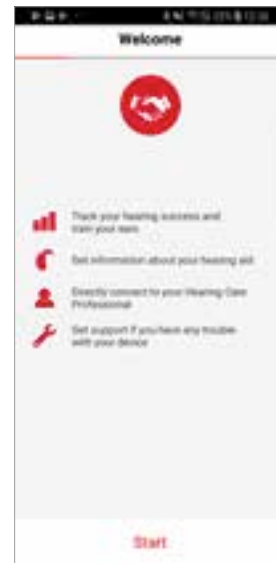 Welcome
Track your hearing success and
train your ears
Get information about your hearing aid
Directly connect to your Hearing Care
Professional
Get support if you have any trouble
with your device
Start